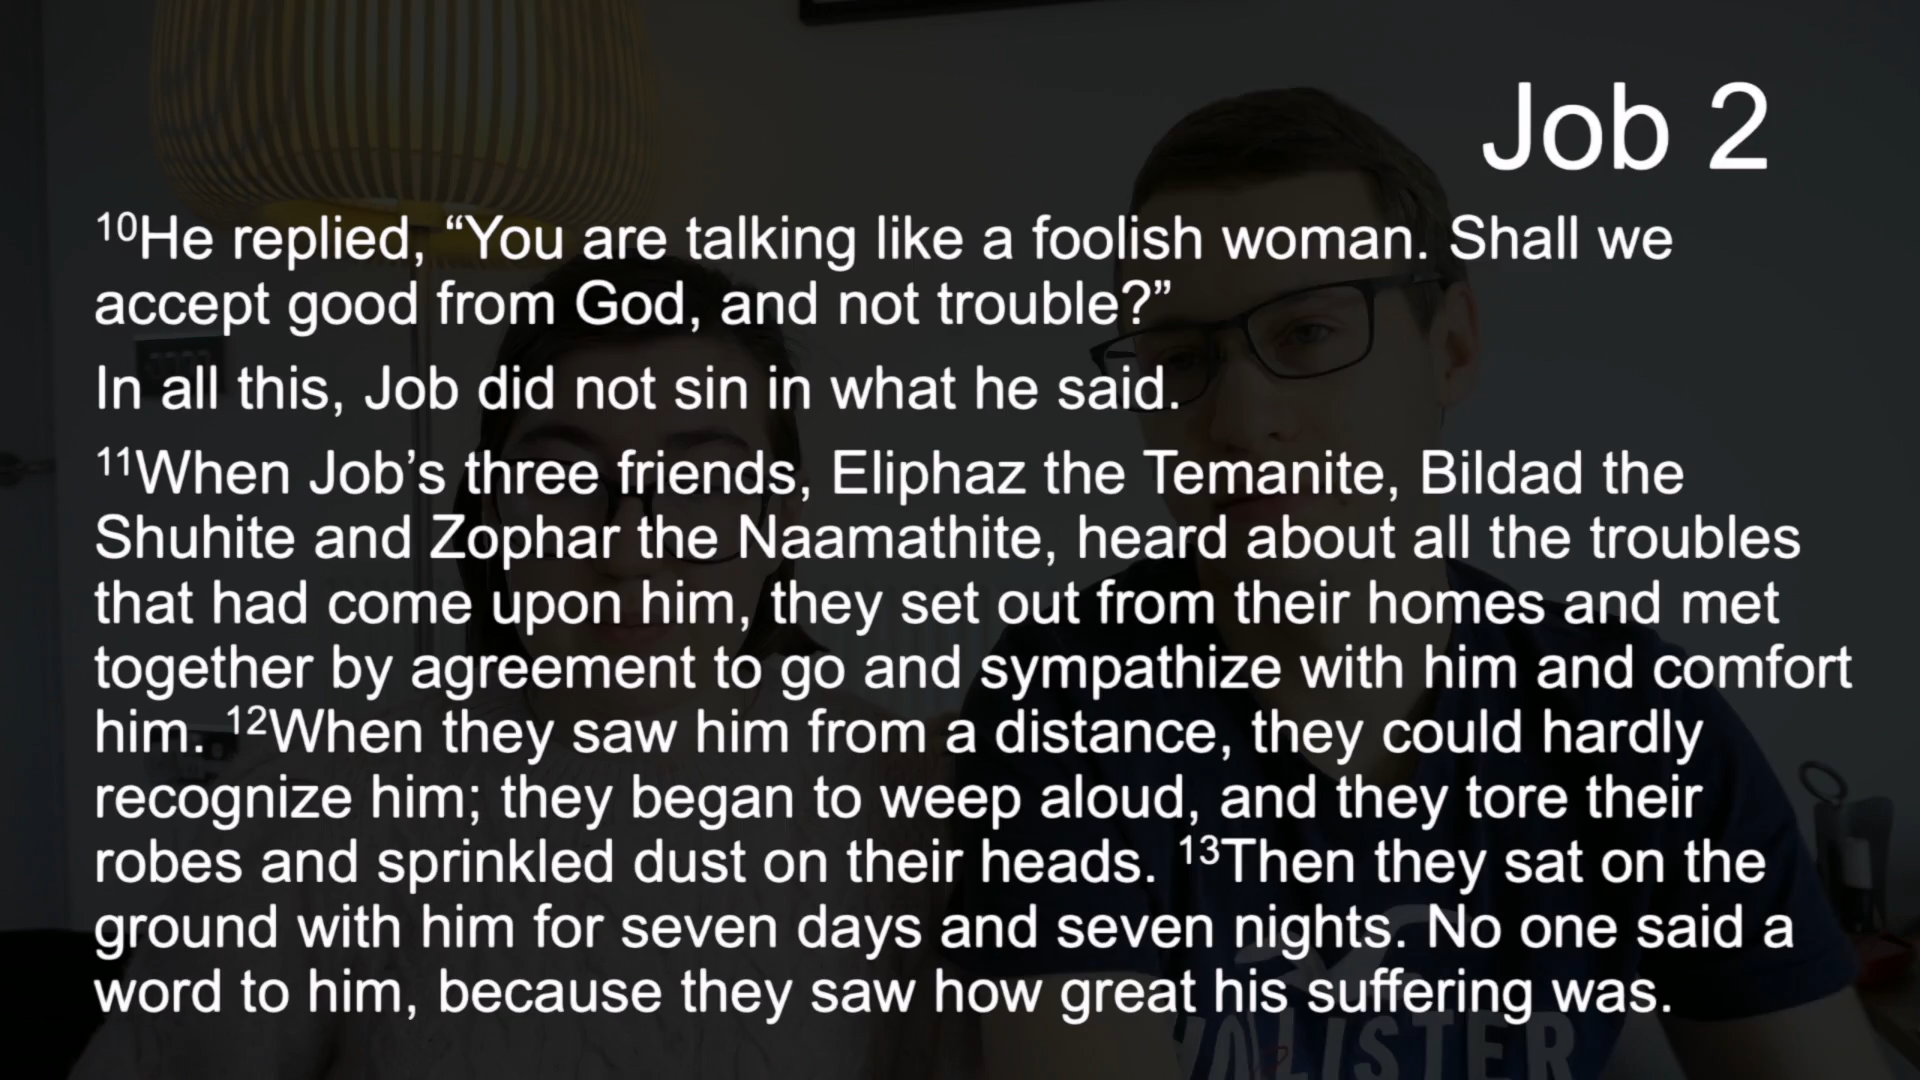 Job 2
¹⁰He replied, “You are talking like a foolish woman. Shall we
accept good from God, and not trouble?”
In all this, Job did not sin in what he said.
¹¹When Job’s three friends, Eliphaz the Temanite, Bildad the
Shuhite and Zophar the Naamathite, heard about all the troubles
that had come upon him, they set out from their homes and met
together by agreement to go and sympathize with him and comfort
him. ¹²When they saw him from a distance, they could hardly
recognize him; they began to weep aloud, and they tore their
robes and sprinkled dust on their heads. ¹³Then they sat on the
ground with him for seven days and seven nights. No one said a
word to him, because they saw how great his suffering was.